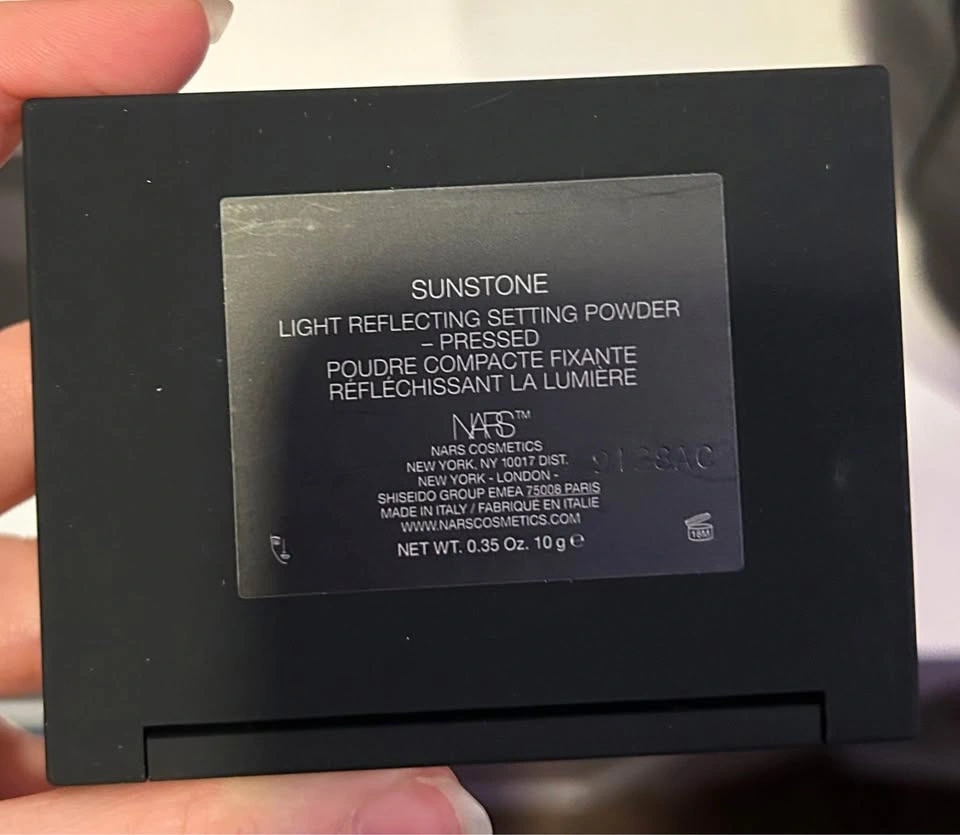 SUNSTONE
LIGHT REFLECTING SETTING POWDER
– PRESSED
POUDRE COMPACTE FIXANTE
RÉFLÉCHISSANT LA LUMIÈRE
NARS™
NARS COSMETICS
NEW YORK, NY 10017 DIST.
NEW YORK - LONDON -
SHISEIDO GROUP EMEA 75008 PARIS
MADE IN ITALY / FABRIQUÉ EN ITALIE
WWW.NARSCOSMETICS.COM
NET WT. 0.35 Oz. 10 g ℮
18M